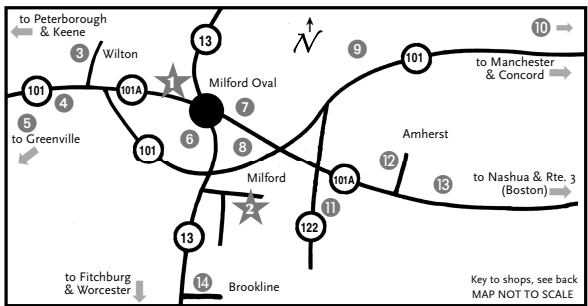 to Peterborough
& Keene
3
Wilton
13
N
10
9
101
to Manchester
& Concord
1
Milford Oval
101
101A
4
7
5
to Greenville
6
8
101
Amherst
12
Milford
101A
13
to Nashua & Rte. 3
(Boston)
2
11
13
122
to Fitchburg
& Worcester
14
Brookline
Key to shops, see back
MAP NOT TO SCALE